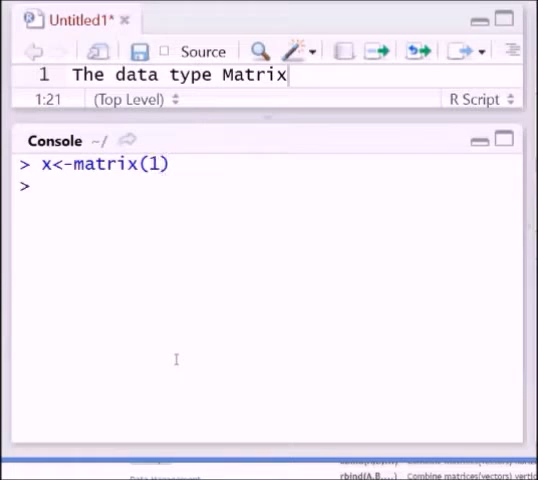 Untitled1*
Source
1 The data type Matrix
1:21 (Top Level) R Script
Console ~/
> x<-matrix(1)
>
rbind(A,B,...) Combine matrices(vectors)